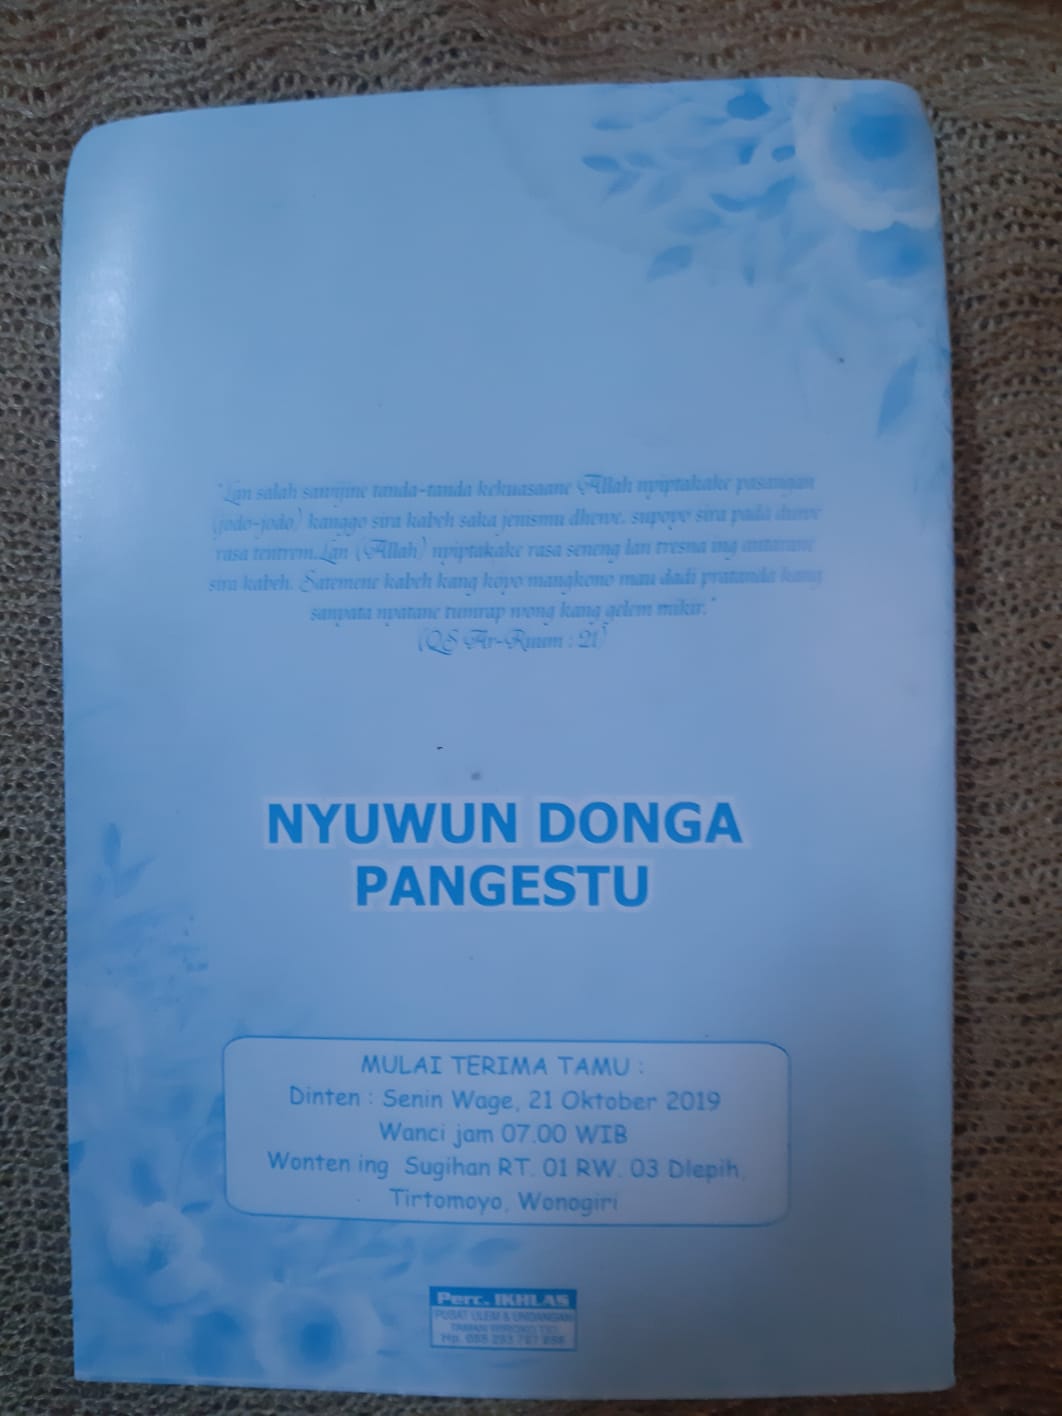 "Lan salah sawijine tanda-tanda kekuasaane Allah nyiptakake pasangan
(jodo-jodo) kanggo sira kabeh saka jenismu dhewe, supoyo sira pada duwe
rasa tentrem. Lan (Allah) nyiptakake rasa seneng lan tresna ing antarane
sira kabeh. Satemene kabeh kang koyo mangkono mau dadi pratanda kang
sanyata nyatane tumrap wong kang gelem mikir."
(QS Ar-Ruum : 21)
NYUWUN DONGA
PANGESTU
MULAI TERIMA TAMU :
Dinten : Senin Wage, 21 Oktober 2019
Wanci jam 07.00 WIB
Wonten ing Sugihan RT. 01 RW. 03 Dlepih,
Tirtomoyo, Wonogiri
Perc. IKHLAS
PUSAT ULEM & UNDANGAN
TAMAN WIROKO
Hp.